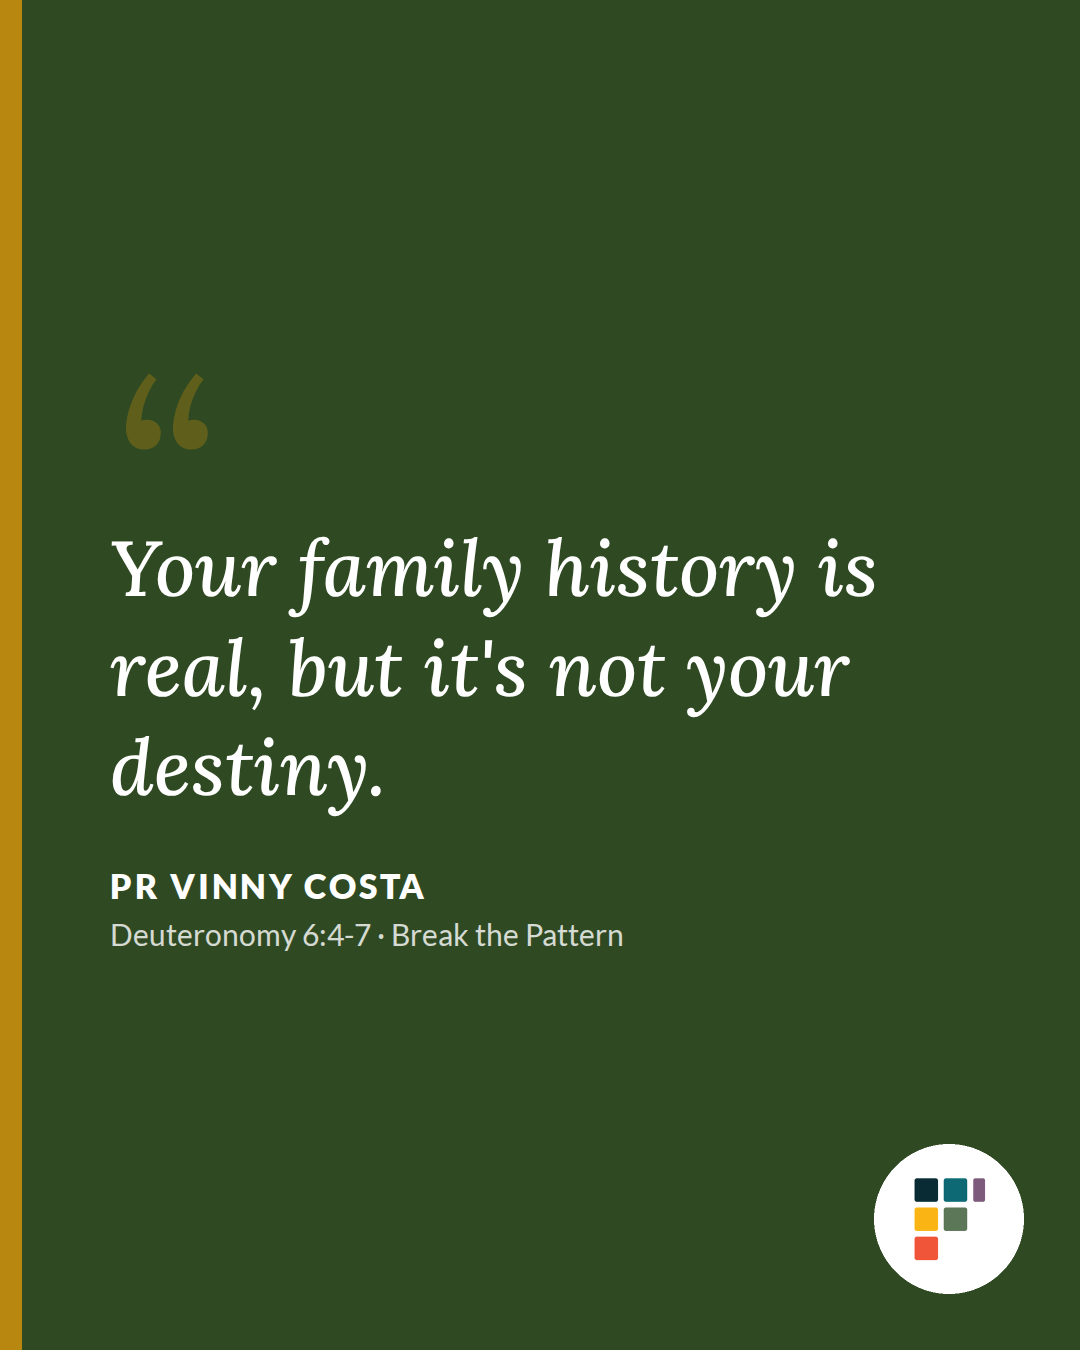 “
Your family history is
real, but it's not your
destiny.
PR VINNY COSTA
Deuteronomy 6:4-7 · Break the Pattern